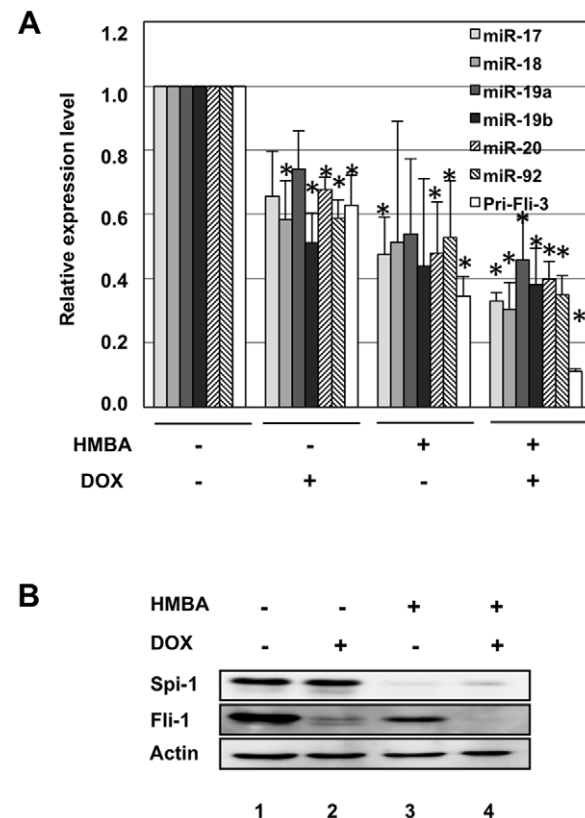 A
1.2
1.0
0.8
0.6
0.4
0.2
0.0
Relative expression level
miR-17
miR-18
miR-19a
miR-19b
miR-20
miR-92
Pri-Fli-3
* * * * *
* * * *
* * * * * * *
HMBA - - + +
DOX - + - +
B
HMBA - - + +
DOX - + - +
Spi-1
Fli-1
Actin
1 2 3 4